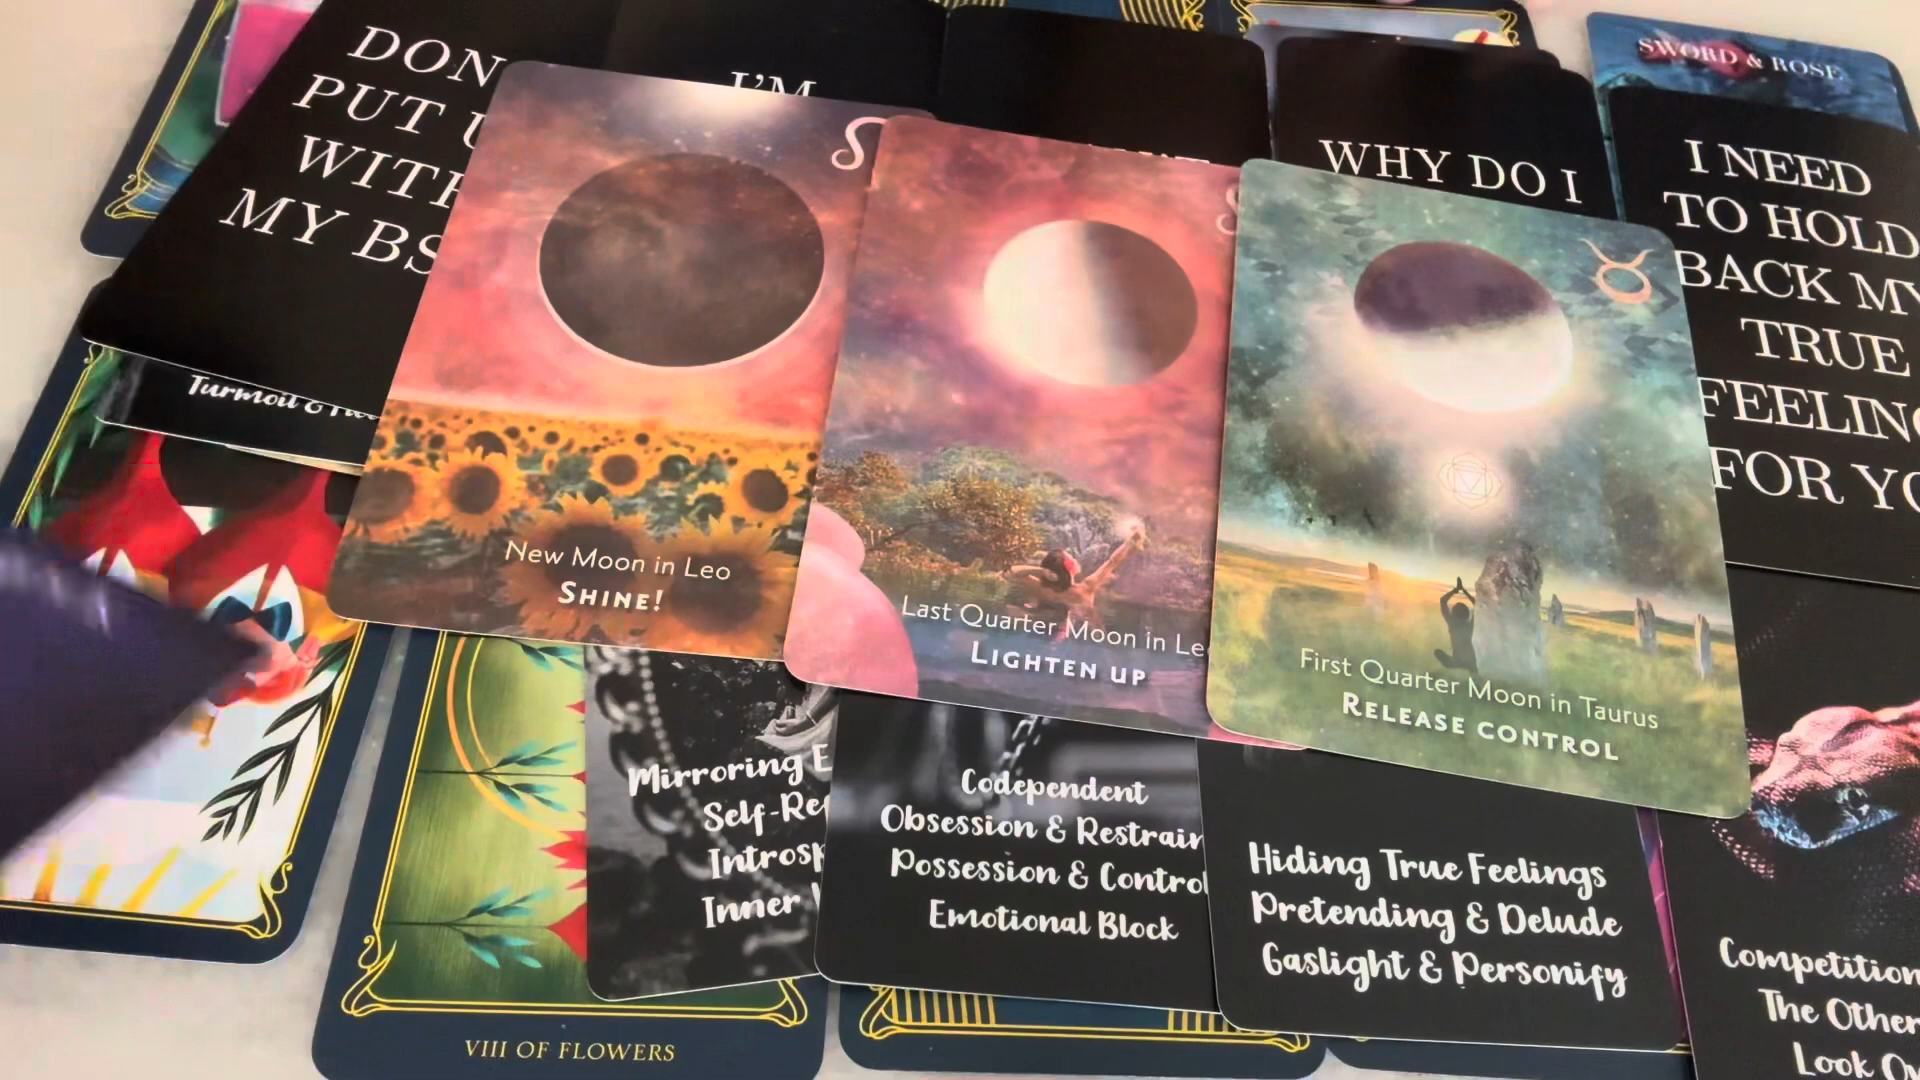 DON
PUT
WITH
MY BS
I'M
WHY DO I
SWORD & ROSE
I NEED
TO HOLD
BACK MY
TRUE
FEELING
FOR YO
Turmoil &
New Moon in Leo
SHINE!
Last Quarter Moon in Le
LIGHTEN UP
First Quarter Moon in Taurus
RELEASE CONTROL
Mirroring E
Self-Re
Intros
Inner
Codependent
Obsession & Restrain
Possession & Control
Emotional Block
Hiding True Feelings
Pretending & Delude
Gaslight & Personify
Competition
The Other
Look Ov
VIII OF FLOWERS